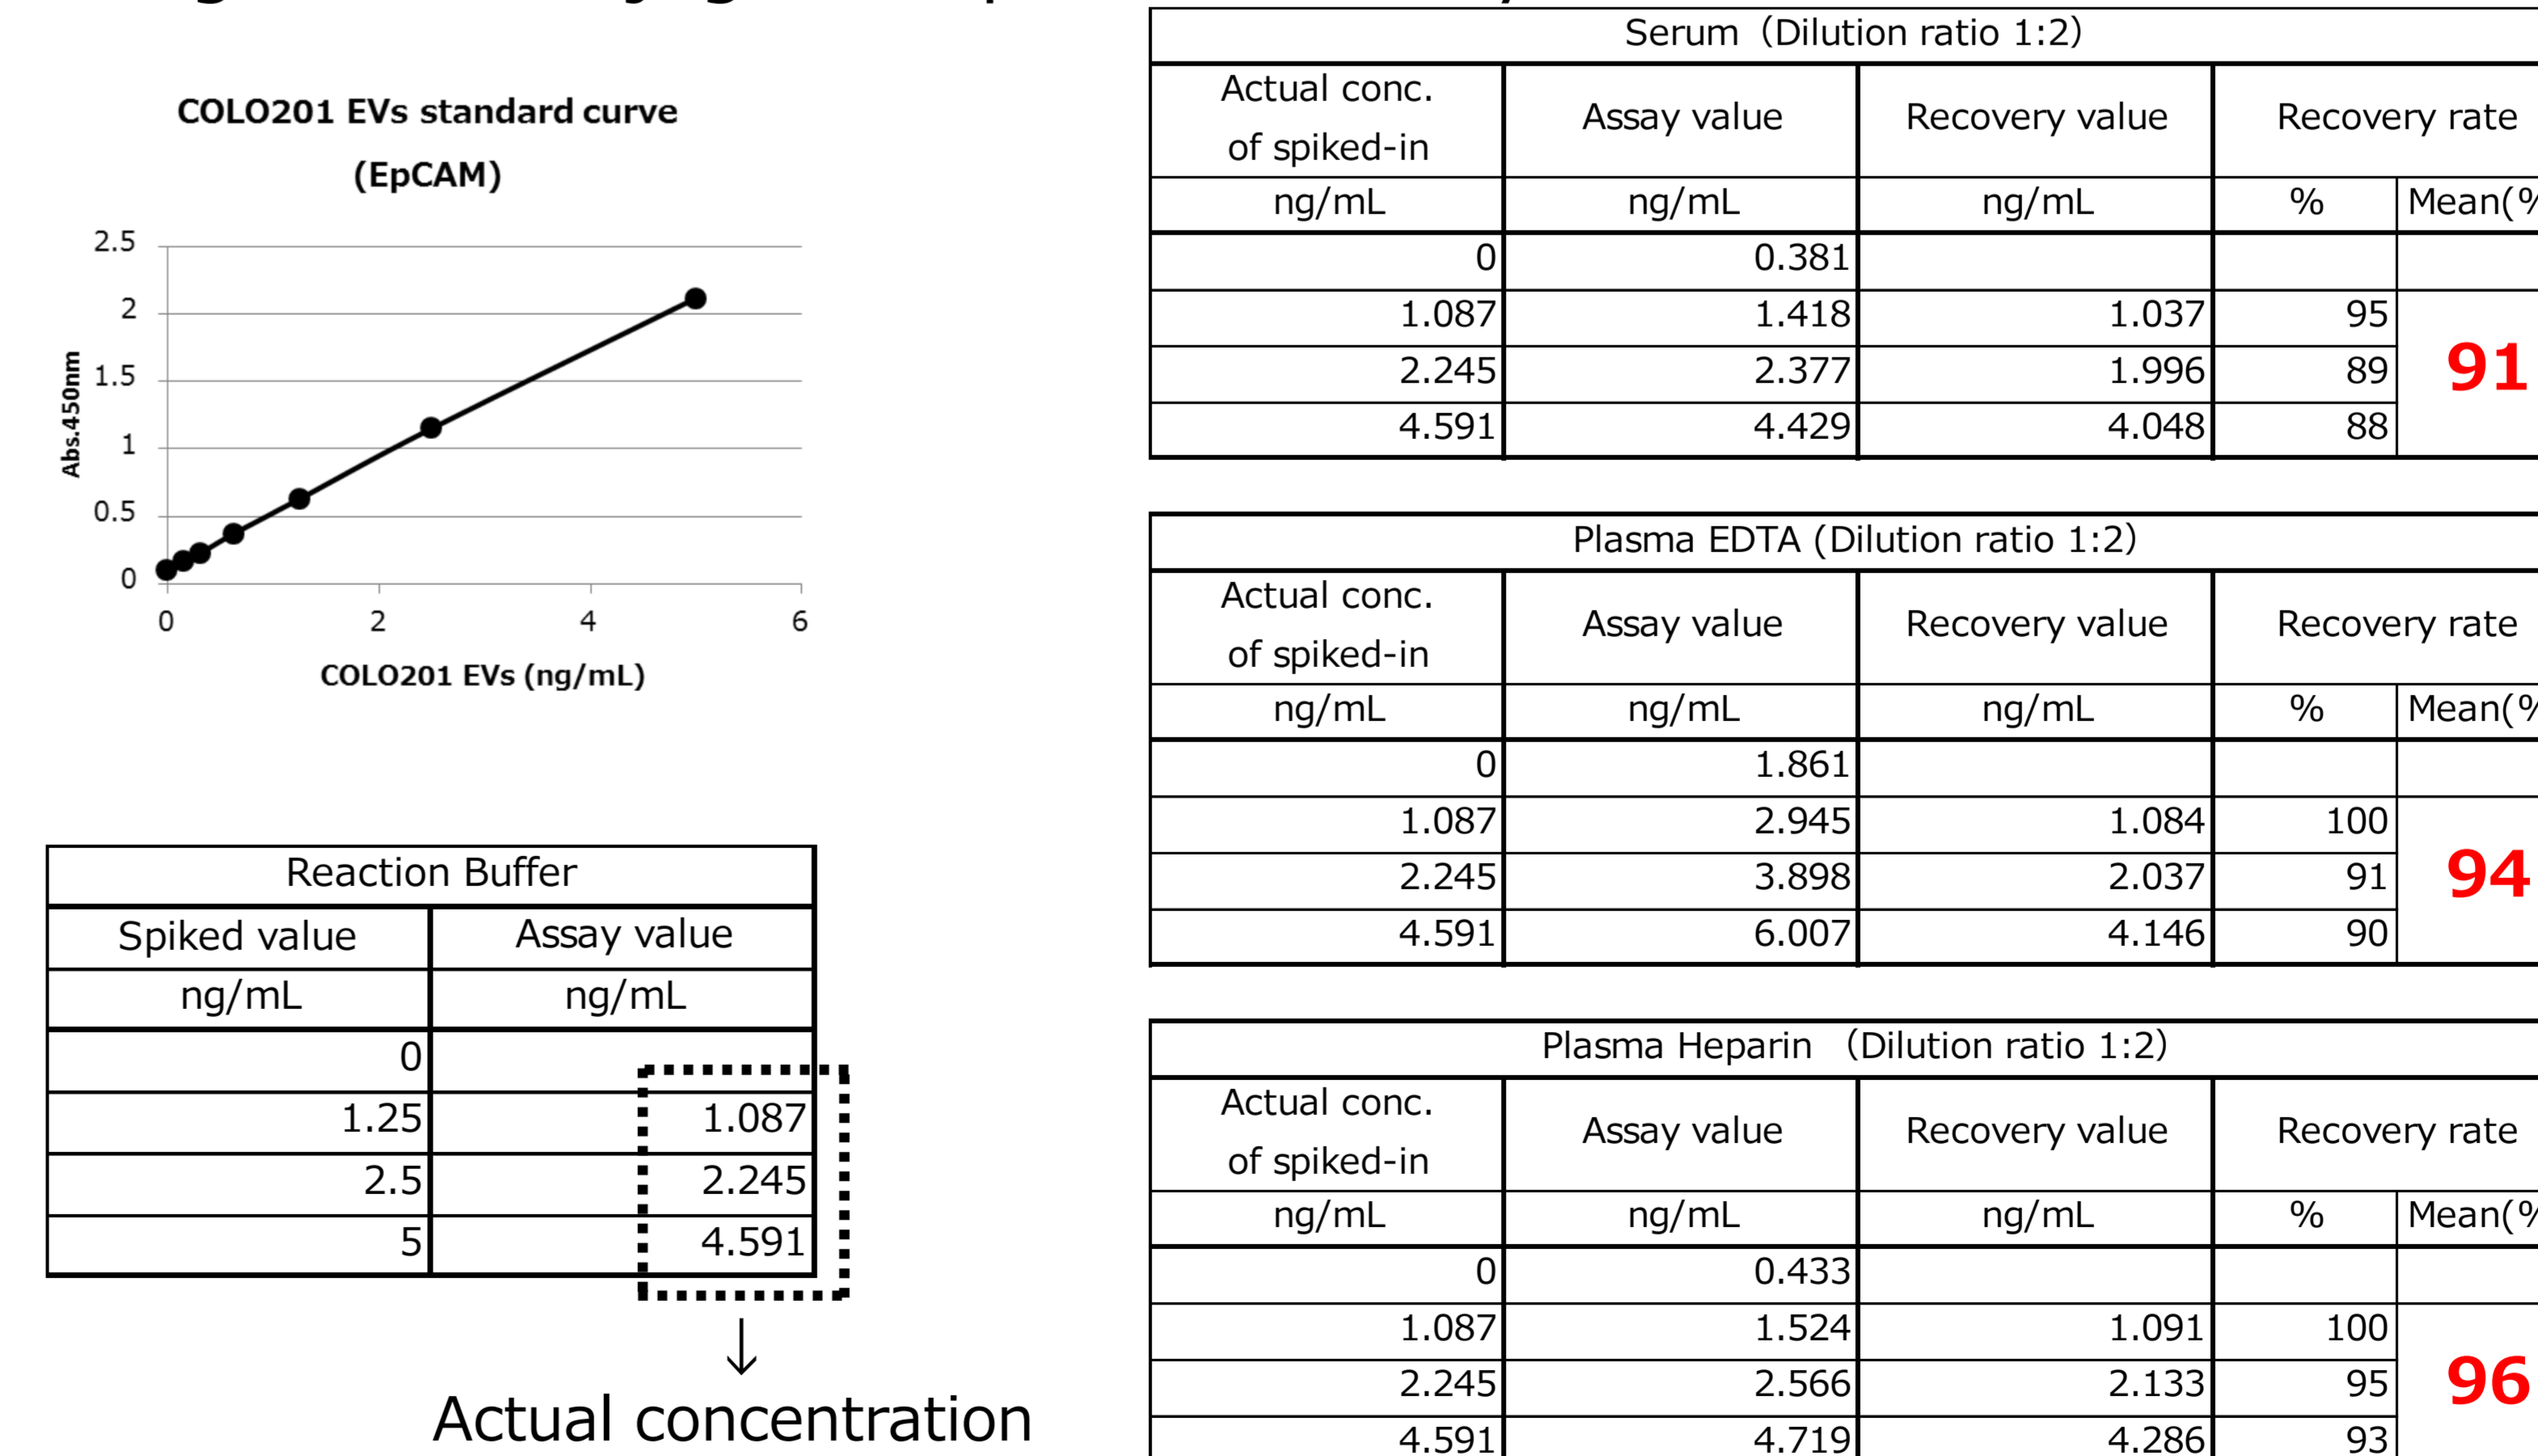 COLO201 EVs standard curve
(EpCAM)
Abs.450nm
2.5
2
1.5
1
0.5
0
0 2 4 6
COLO201 EVs (ng/mL)
Reaction Buffer
Spiked value Assay value
ng/mL ng/mL
0
1.25 1.087
2.5 2.245
5 4.591
↓
Actual concentration
Serum（Dilution ratio 1:2）
Actual conc.
of spiked-in
Assay value Recovery value Recovery rate
ng/mL ng/mL ng/mL % Mean(%
0 0.381
1.087 1.418 1.037 95
2.245 2.377 1.996 89 91
4.591 4.429 4.048 88
Plasma EDTA (Dilution ratio 1:2）
Actual conc.
of spiked-in
Assay value Recovery value Recovery rate
ng/mL ng/mL ng/mL % Mean(%
0 1.861
1.087 2.945 1.084 100
2.245 3.898 2.037 91 94
4.591 6.007 4.146 90
Plasma Heparin （Dilution ratio 1:2）
Actual conc.
of spiked-in
Assay value Recovery value Recovery rate
ng/mL ng/mL ng/mL % Mean(%
0 0.433
1.087 1.524 1.091 100
2.245 2.566 2.133 95 96
4.591 4.719 4.286 93